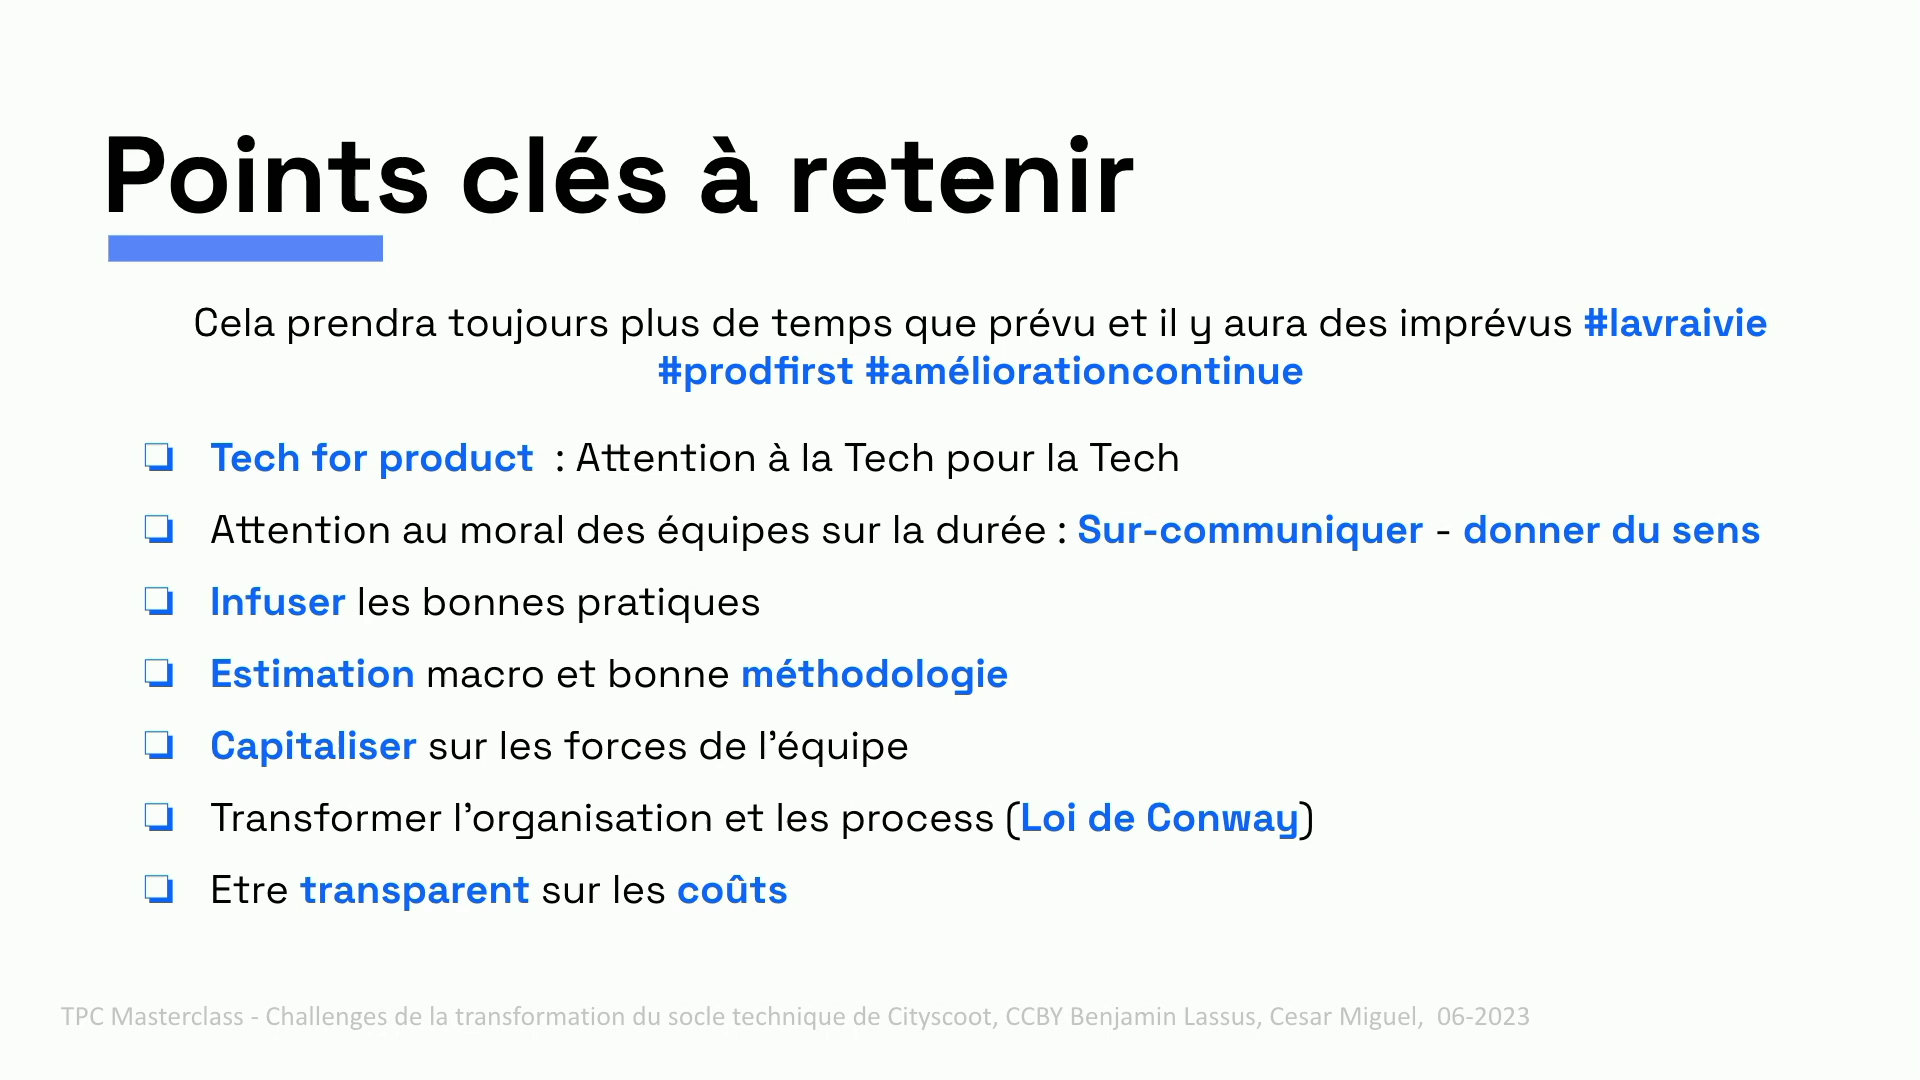 Points clés à retenir
Cela prendra toujours plus de temps que prévu et il y aura des imprévus #lavraivie
#prodfirst #améliorationcontinue
❏ Tech for product : Attention à la Tech pour la Tech
❏ Attention au moral des équipes sur la durée : Sur-communiquer - donner du sens
❏ Infuser les bonnes pratiques
❏ Estimation macro et bonne méthodologie
❏ Capitaliser sur les forces de l’équipe
❏ Transformer l’organisation et les process (Loi de Conway)
❏ Etre transparent sur les coûts
TPC Masterclass - Challenges de la transformation du socle technique de Cityscoot, CCBY Benjamin Lassus, Cesar Miguel, 06-2023